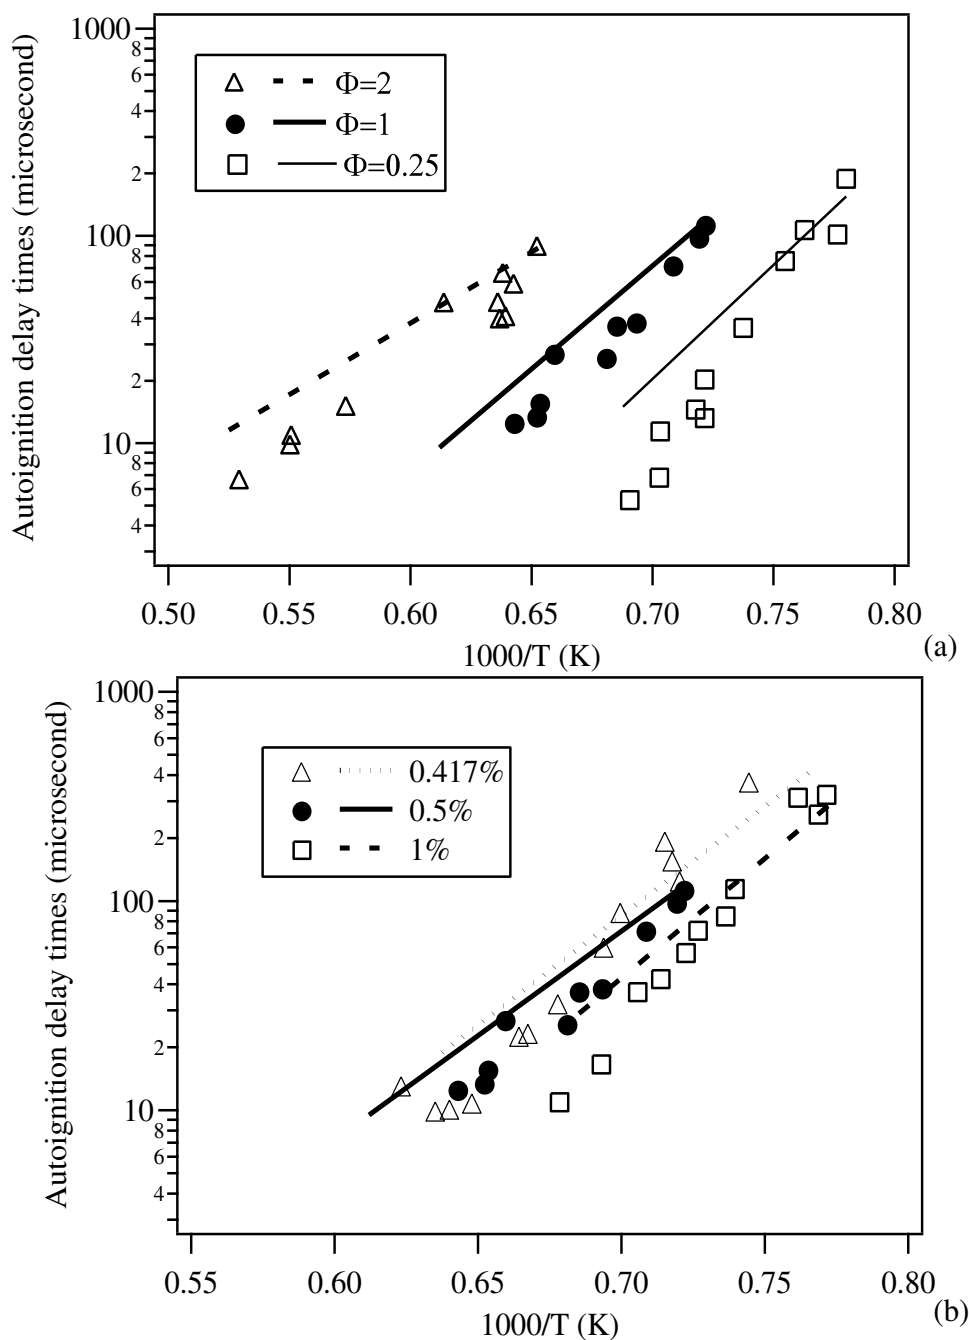 Autoignition delay times (microsecond)
1000
8
6
4
2
100
8
6
4
2
10
8
6
4
Φ=2
Φ=1
Φ=0.25
0.50 0.55 0.60 0.65 0.70 0.75 0.80
1000/T (K)
(a)
Autoignition delay times (microsecond)
1000
8
6
4
2
100
8
6
4
2
10
8
6
4
0.417%
0.5%
1%
0.55 0.60 0.65 0.70 0.75 0.80
1000/T (K)
(b)